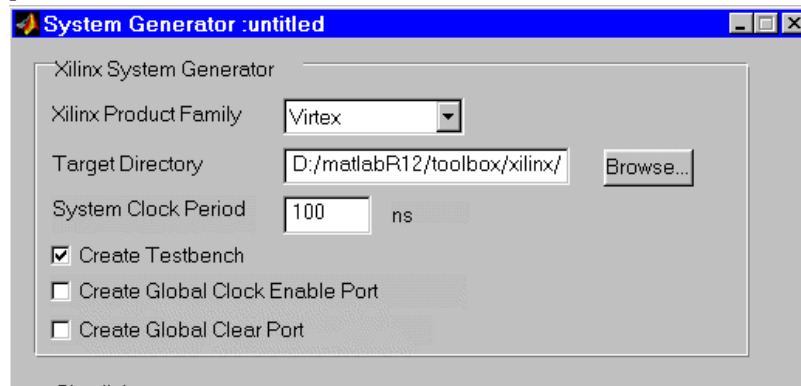 System Generator :untitled
Xilinx System Generator
Xilinx Product Family Virtex
Target Directory D:/matlabR12/toolbox/xilinx/ Browse...
System Clock Period 100 ns
Create Testbench
Create Global Clock Enable Port
Create Global Clear Port